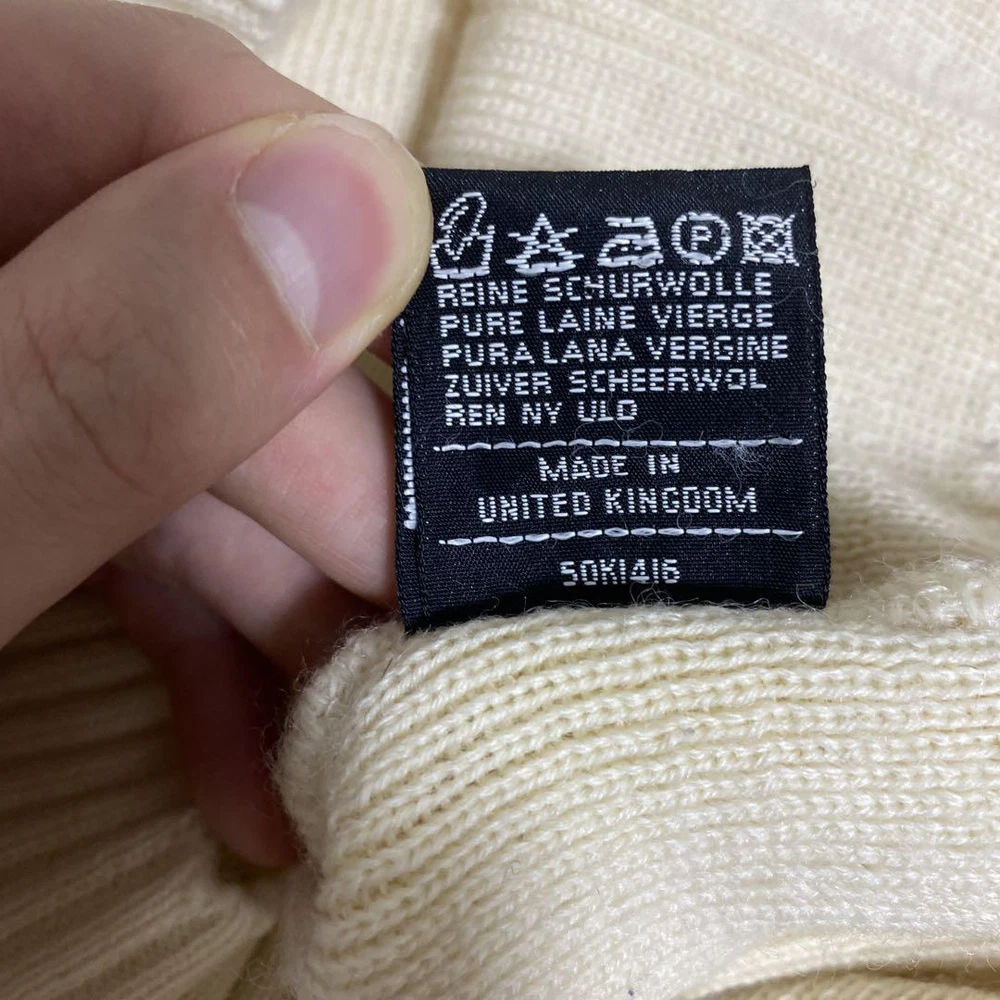 P
REINE SCHURWOLLE
PURE LAINE VIERGE
PURA LANA VERGINE
ZUIVER SCHEERWOL
REN NY ULD
MADE IN
UNITED KINGDOM
50K1416